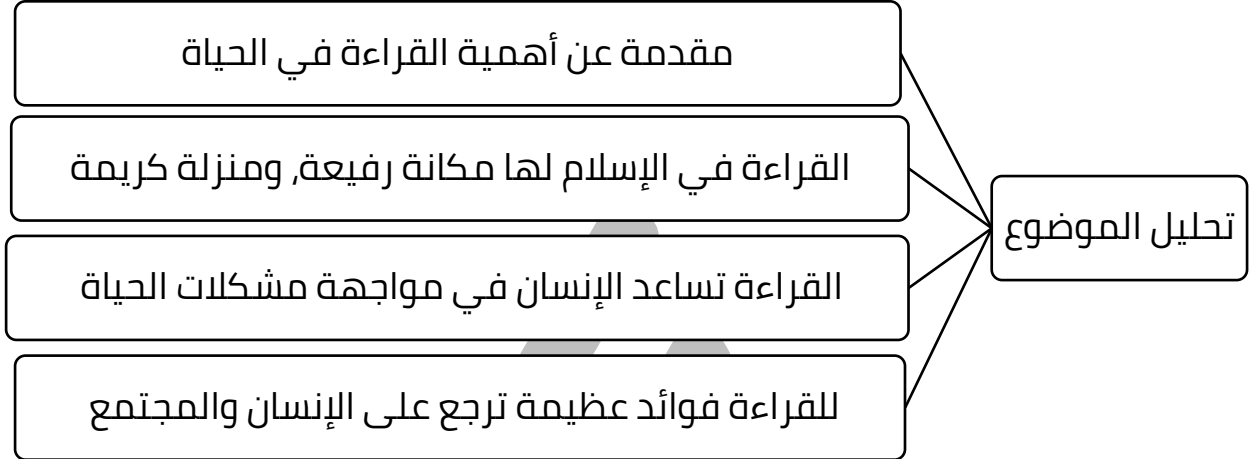 تحليل الموضوع
مقدمة عن أهمية القراءة في الحياة
القراءة في الإسلام لها مكانة رفيعة، ومنزلة كريمة
القراءة تساعد الإنسان في مواجهة مشكلات الحياة
للقراءة فوائد عظيمة ترجع على الإنسان والمجتمع